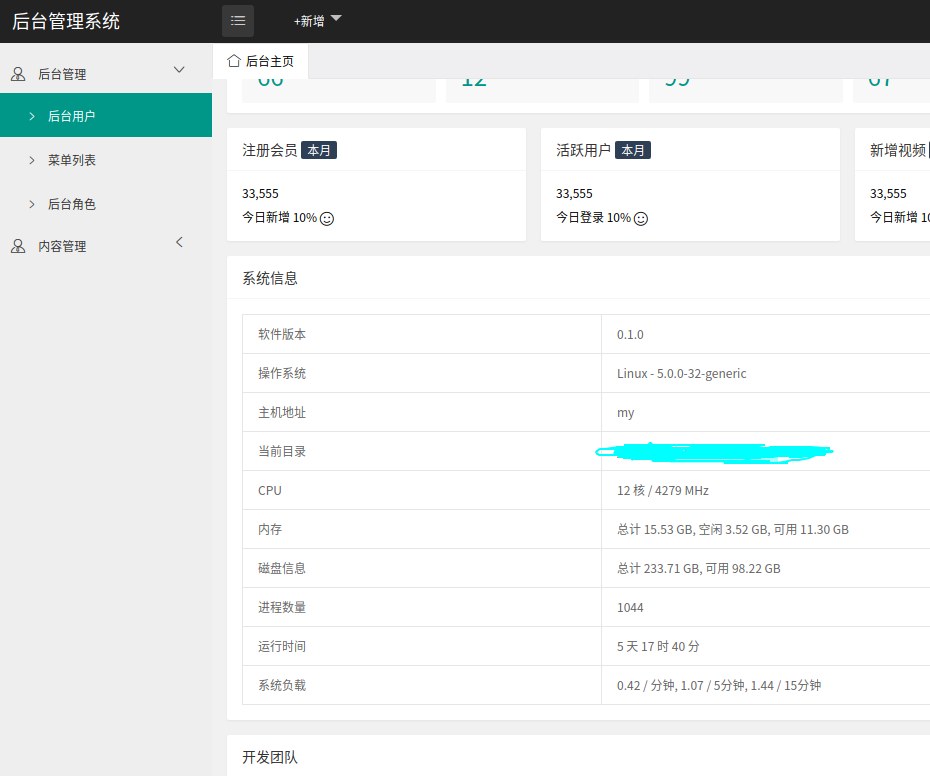 后台管理系统
+新增
后台管理
后台用户
菜单列表
后台角色
内容管理
后台主页
66 12 99 67
注册会员 本月
33,555
今日新增 10%
活跃用户 本月
33,555
今日登录 10%
新增视频
33,555
今日新增 10
系统信息
软件版本 0.1.0
操作系统 Linux - 5.0.0-32-generic
主机地址 my
当前目录
CPU 12 核 / 4279 MHz
内存 总计 15.53 GB, 空闲 3.52 GB, 可用 11.30 GB
磁盘信息 总计 233.71 GB, 可用 98.22 GB
进程数量 1044
运行时间 5 天 17 时 40 分
系统负载 0.42 / 分钟, 1.07 / 5分钟, 1.44 / 15分钟
开发团队